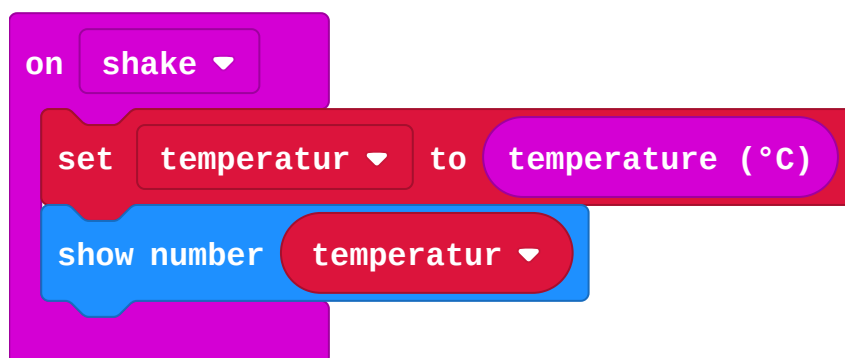 on shake
set temperatur to temperature (°C)
show number temperatur